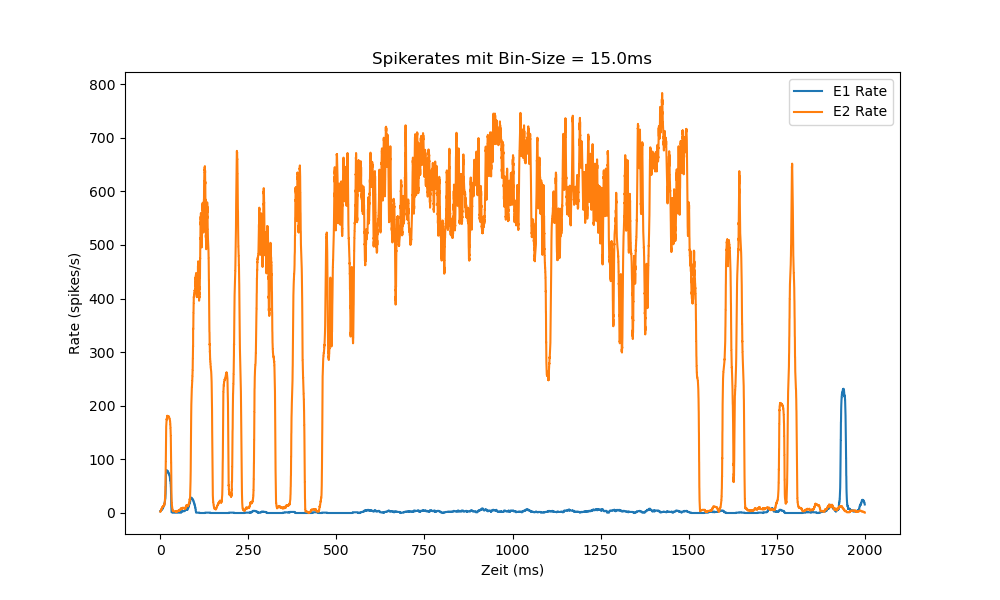 Spikerates mit Bin-Size = 15.0ms
E1 Rate
E2 Rate
800
700
600
500
400
300
200
100
0
Rate (spikes/s)
0 250 500 750 1000 1250 1500 1750 2000
Zeit (ms)